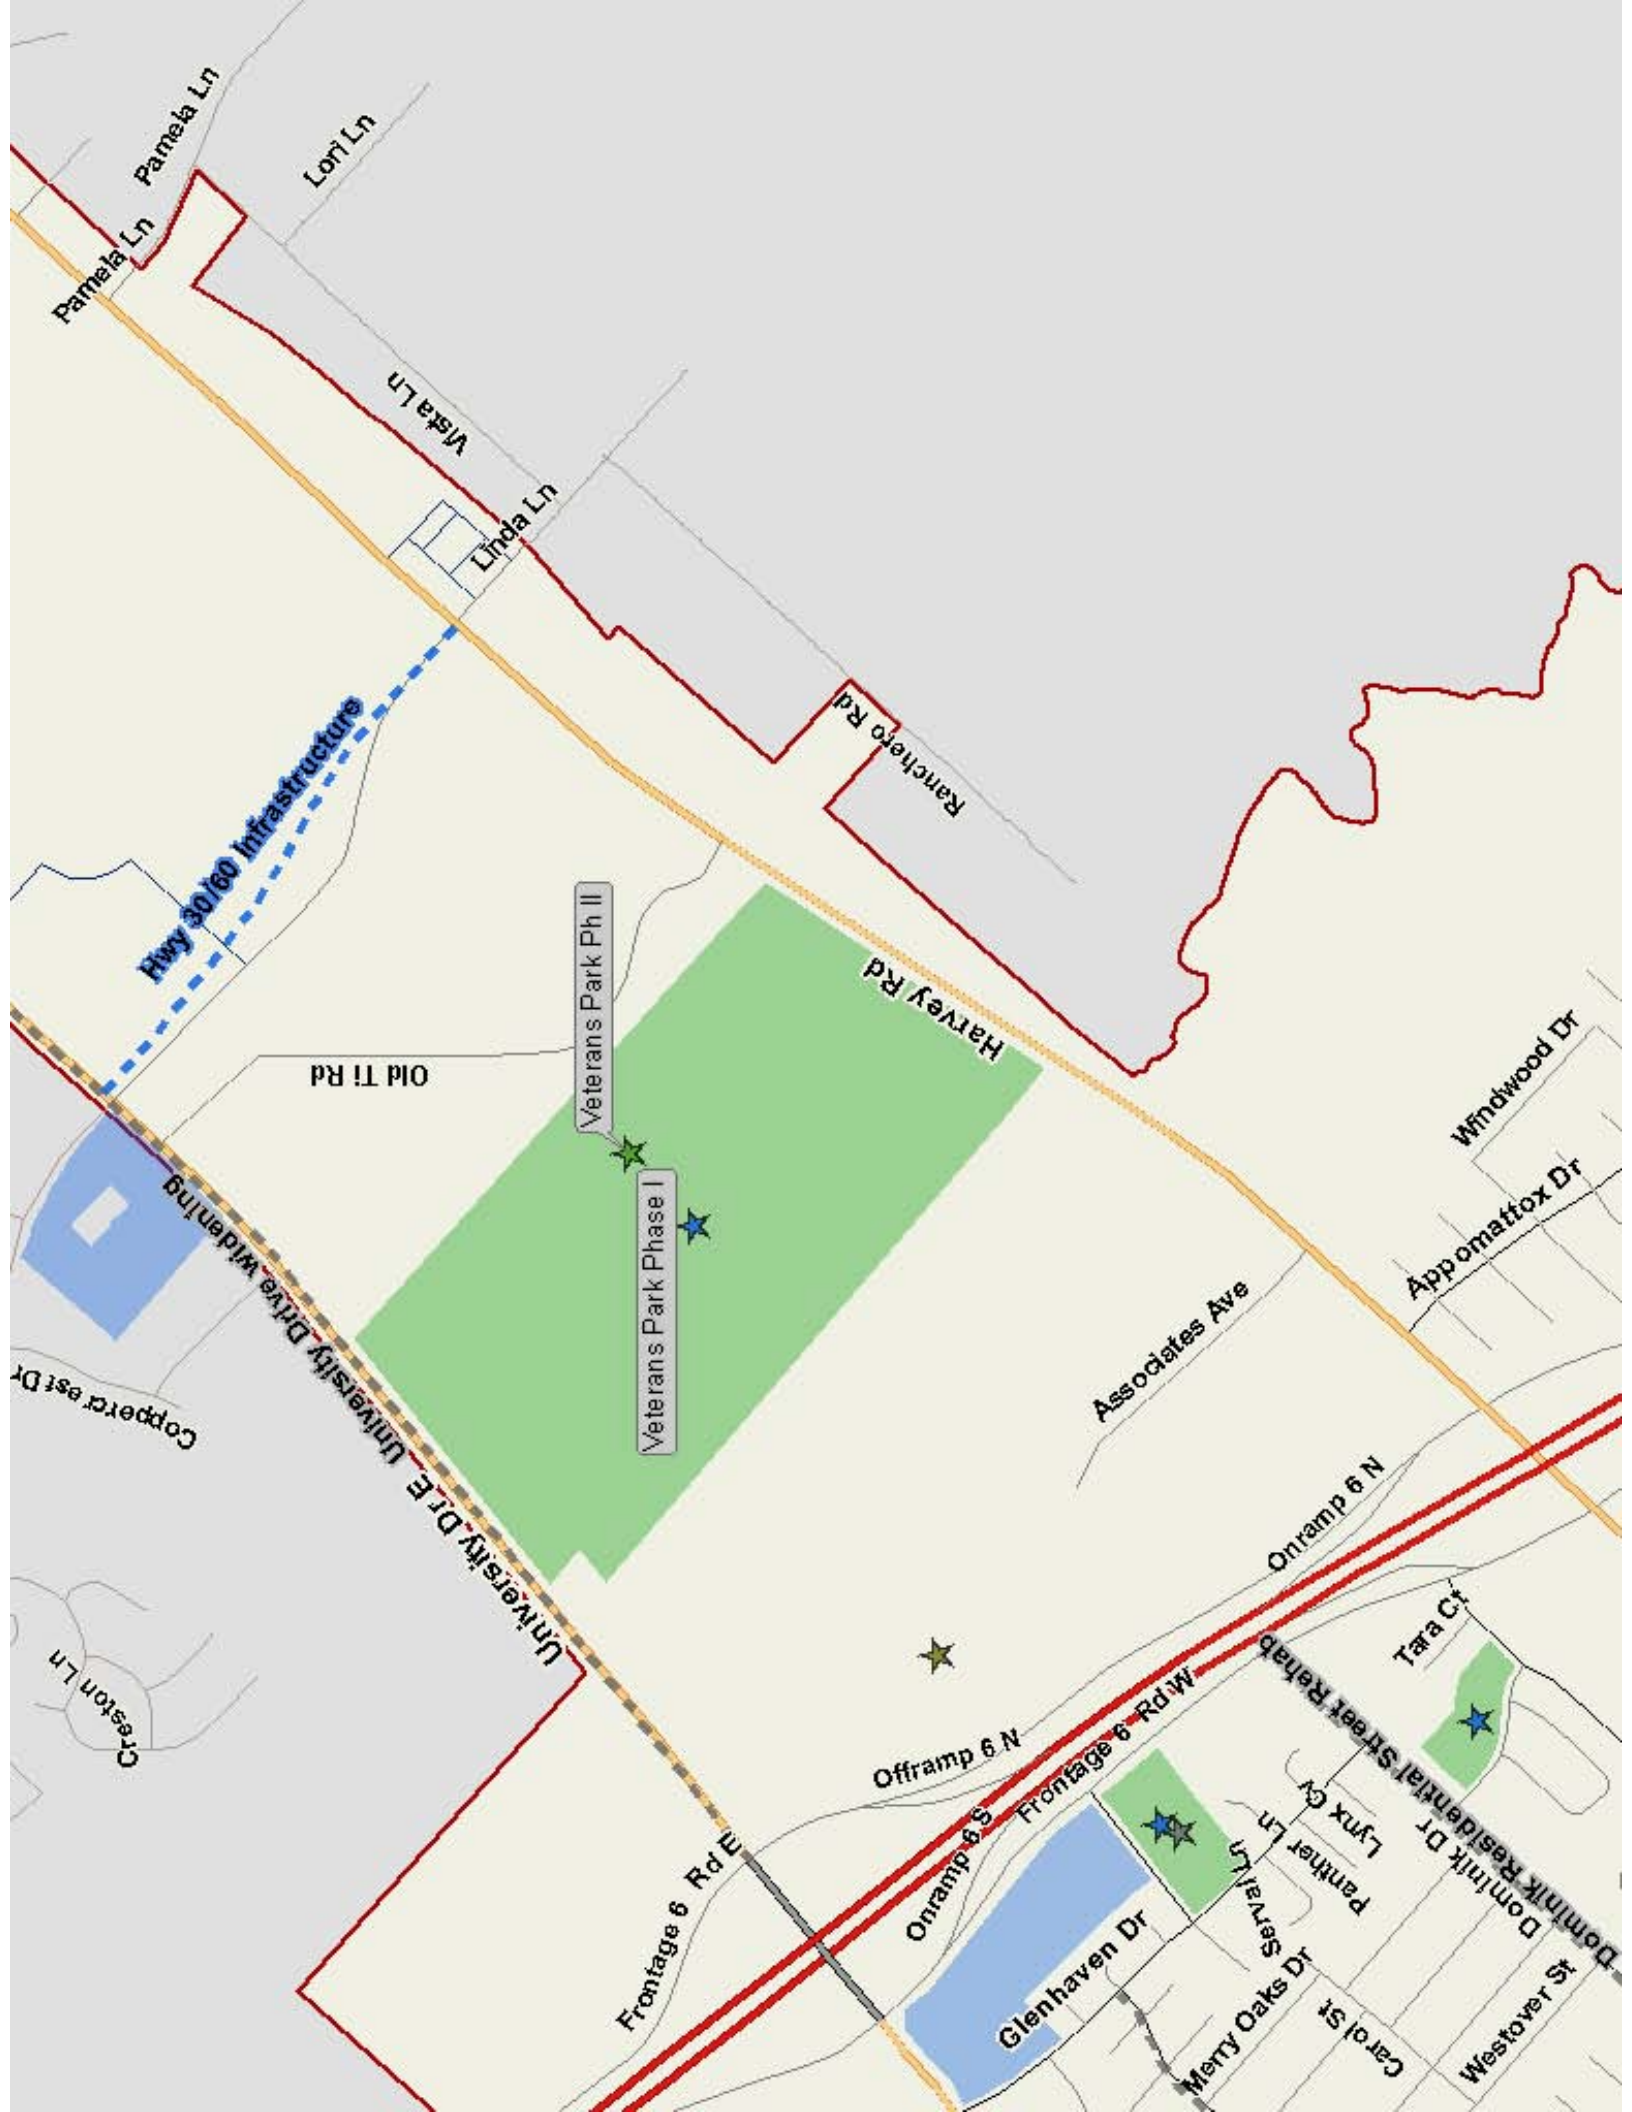 Pamela Ln
Lori Ln
Pamela Ln
Vista Ln
Linda Ln
Hwy 30/60 Infrastructure
Ranchero Rd
Veterans Park Ph II
Harvey Rd
Old Ti Rd
Windwood Dr
Appomattox Dr
Veterans Park Phase I
University Drive widening
University Dr E
University Dr E
Coppercrest Dr
Associates Ave
Onramp 6 N
Creston Ln
Tara Ct
Offramp 6 N
Frontage 6 Rd W
Dominik Residential Street Rehab
Onramp 6 S
Frontage 6 Rd E
Lynx Cv
Panther Ln
Dominik Dr
Serval Ln
Glenhaven Dr
Merry Oaks Dr
Carol St
Westover St